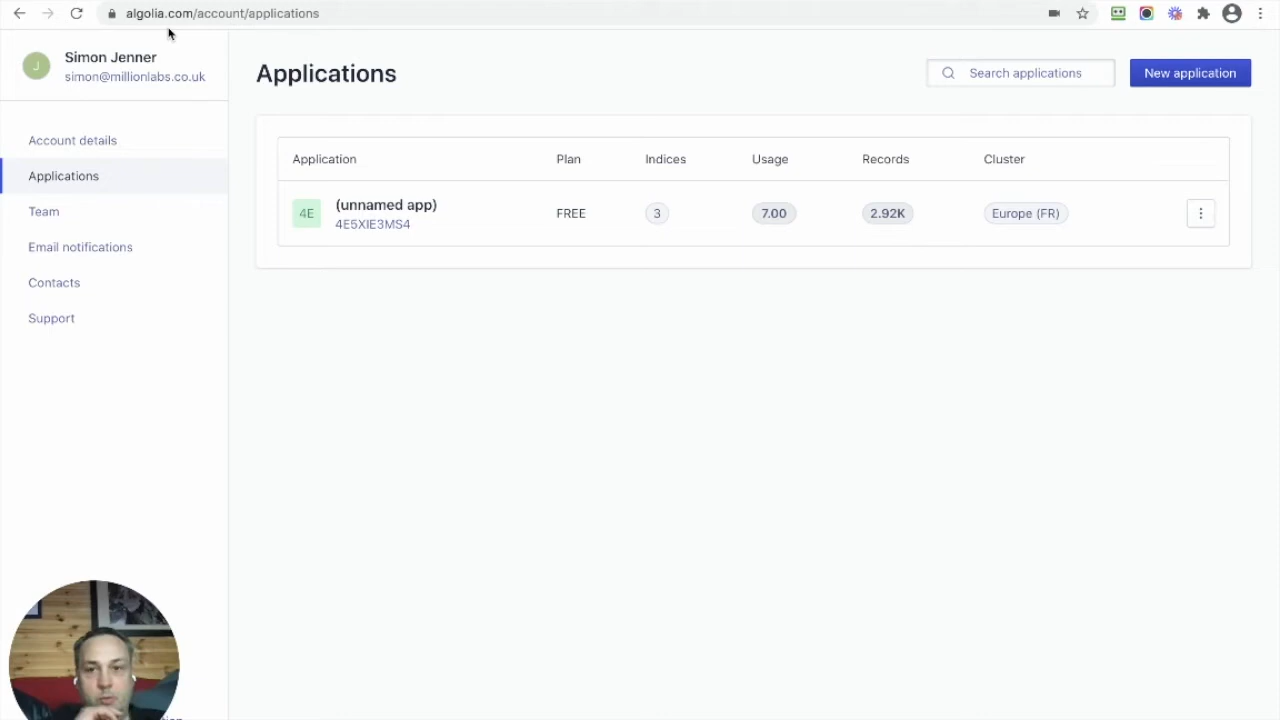 algolia.com/account/applications
J
Simon Jenner
simon@millionlabs.co.uk
Account details
Applications
Team
Email notifications
Contacts
Support
Applications
Search applications
New application
Application Plan Indices Usage Records Cluster
4E
(unnamed app)
4E5XIE3MS4
FREE 3 7.00 2.92K Europe (FR)